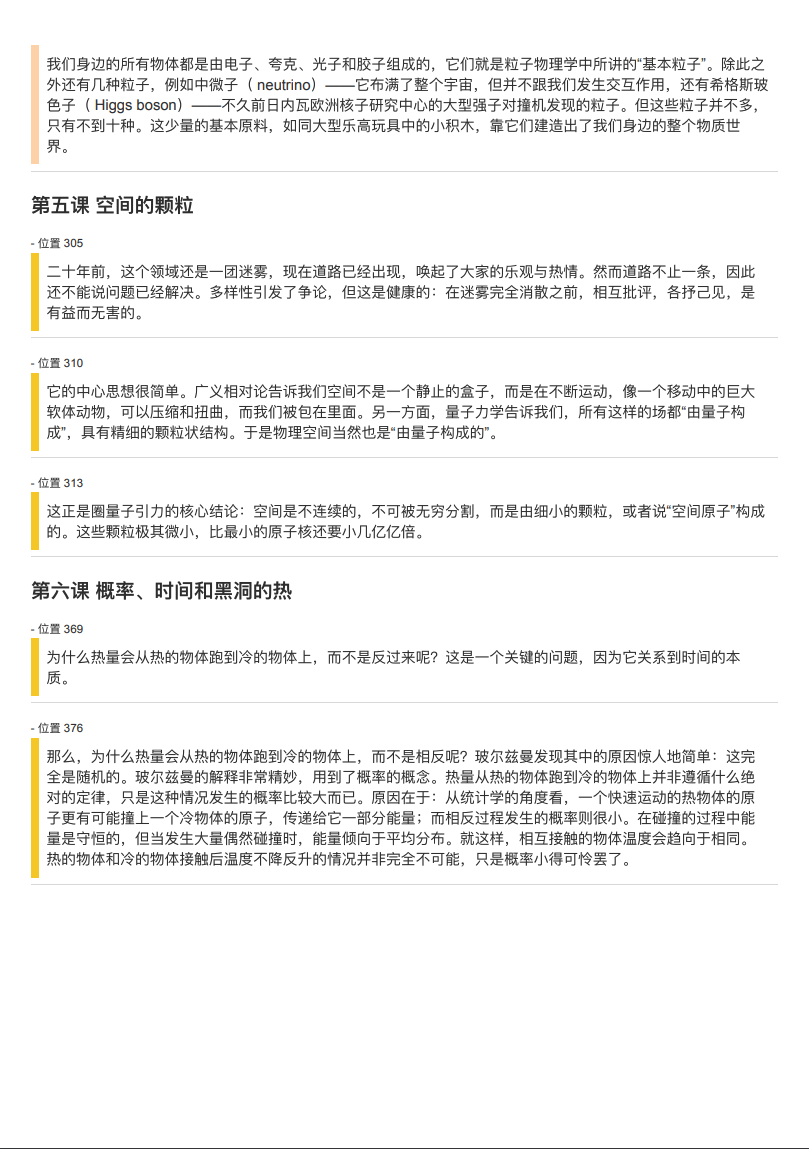 我们身边的所有物体都是由电子、夸克、光子和胶子组成的，它们就是粒子物理学中所讲的“基本粒子”。除此之
外还有几种粒子，例如中微子（ neutrino）——它布满了整个宇宙，但并不跟我们发生交互作用，还有希格斯玻
色子（ Higgs boson）——不久前日内瓦欧洲核子研究中心的大型强子对撞机发现的粒子。但这些粒子并不多，
只有不到十种。这少量的基本原料，如同大型乐高玩具中的小积木，靠它们建造出了我们身边的整个物质世
界。
第五课 空间的颗粒
- 位置 305
二十年前，这个领域还是一团迷雾，现在道路已经出现，唤起了大家的乐观与热情。然而道路不止一条，因此
还不能说问题已经解决。多样性引发了争论，但这是健康的：在迷雾完全消散之前，相互批评，各抒己见，是
有益而无害的。
- 位置 310
它的中心思想很简单。广义相对论告诉我们空间不是一个静止的盒子，而是在不断运动，像一个移动中的巨大
软体动物，可以压缩和扭曲，而我们被包在里面。另一方面，量子力学告诉我们，所有这样的场都“由量子构
成”，具有精细的颗粒状结构。于是物理空间当然也是“由量子构成的”。
- 位置 313
这正是圈量子引力的核心结论：空间是不连续的，不可被无穷分割，而是由细小的颗粒，或者说“空间原子”构成
的。这些颗粒极其微小，比最小的原子核还要小几亿亿倍。
第六课 概率、时间和黑洞的热
- 位置 369
为什么热量会从热的物体跑到冷的物体上，而不是反过来呢？这是一个关键的问题，因为它关系到时间的本
质。
- 位置 376
那么，为什么热量会从热的物体跑到冷的物体上，而不是相反呢？玻尔兹曼发现其中的原因惊人地简单：这完
全是随机的。玻尔兹曼的解释非常精妙，用到了概率的概念。热量从热的物体跑到冷的物体上并非遵循什么绝
对的定律，只是这种情况发生的概率比较大而已。原因在于：从统计学的角度看，一个快速运动的热物体的原
子更有可能撞上一个冷物体的原子，传递给它一部分能量；而相反过程发生的概率则很小。在碰撞的过程中能
量是守恒的，但当发生大量偶然碰撞时，能量倾向于平均分布。就这样，相互接触的物体温度会趋向于相同。
热的物体和冷的物体接触后温度不降反升的情况并非完全不可能，只是概率小得可怜罢了。